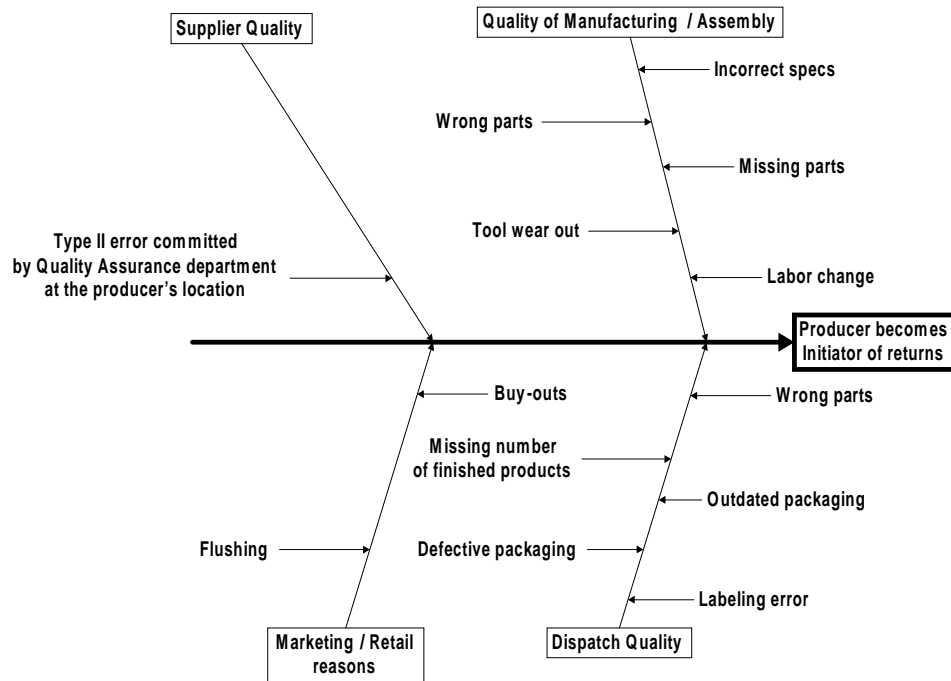 Supplier Quality
Quality of Manufacturing / Assembly
Incorrect specs
Wrong parts
Missing parts
Tool wear out
Type II error committed
by Quality Assurance department
at the producer's location
Labor change
Producer becomes
Initiator of returns
Buy-outs
Wrong parts
Missing number
of finished products
Outdated packaging
Flushing
Defective packaging
Labeling error
Marketing / Retail
reasons
Dispatch Quality